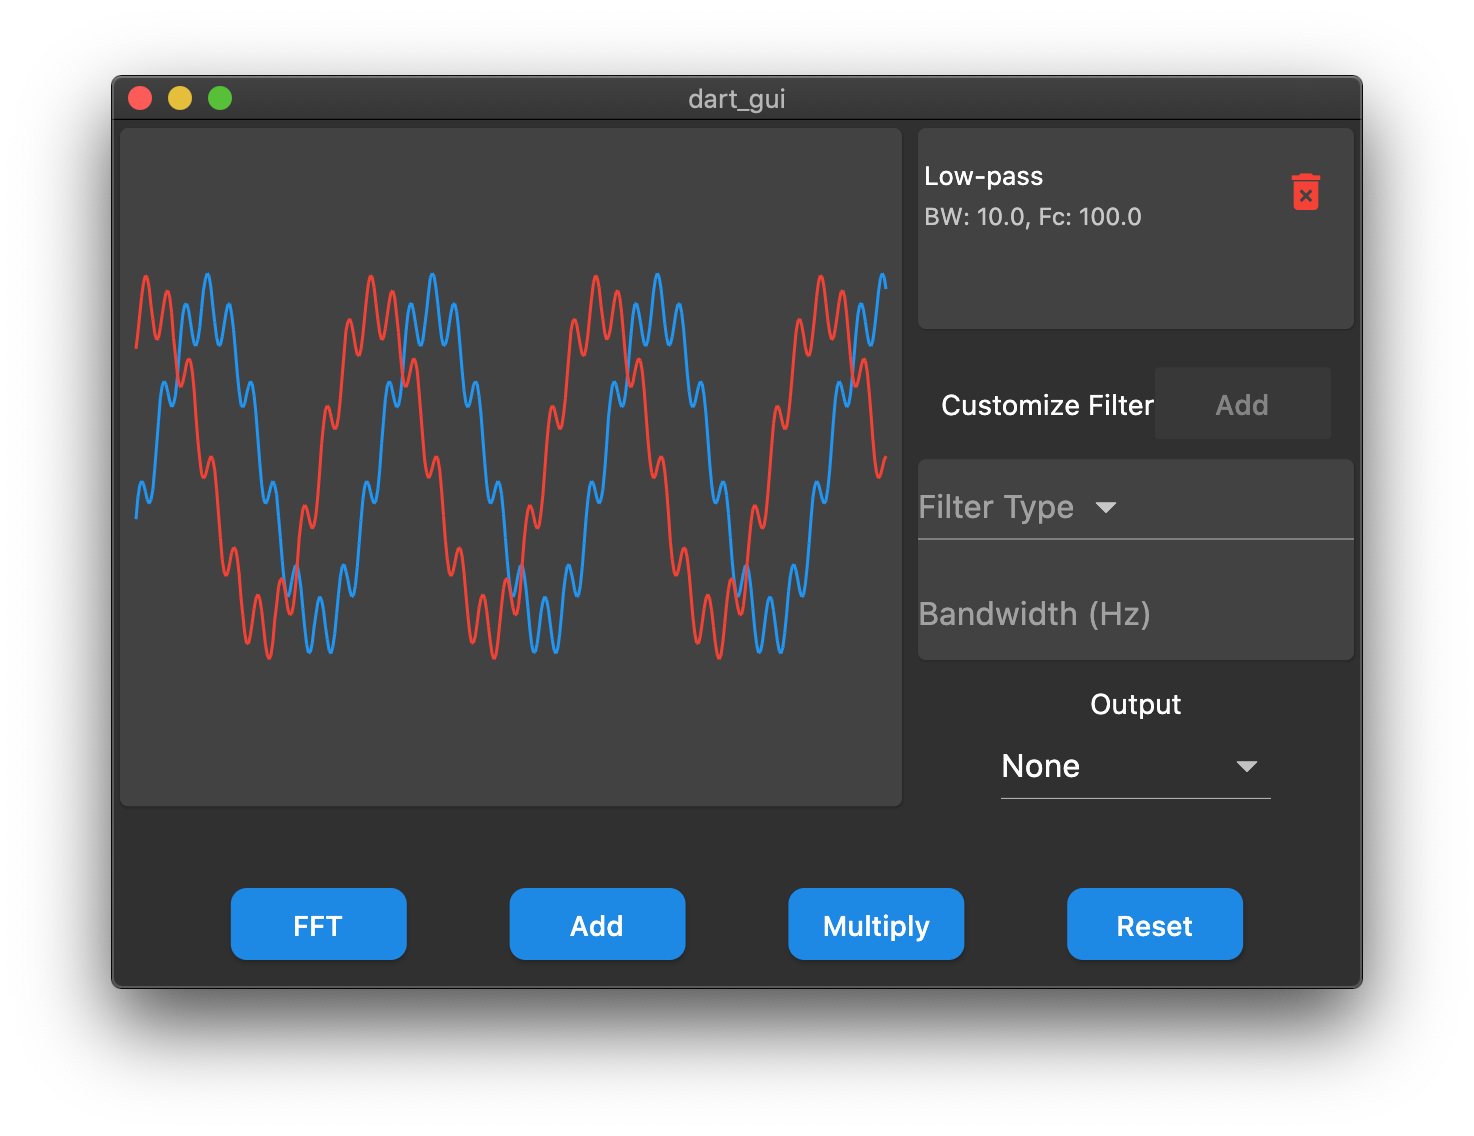 dart_gui
Low-pass
BW: 10.0, Fc: 100.0
Customize Filter
Add
Filter Type
Bandwidth (Hz)
Output
None
FFT
Add
Multiply
Reset